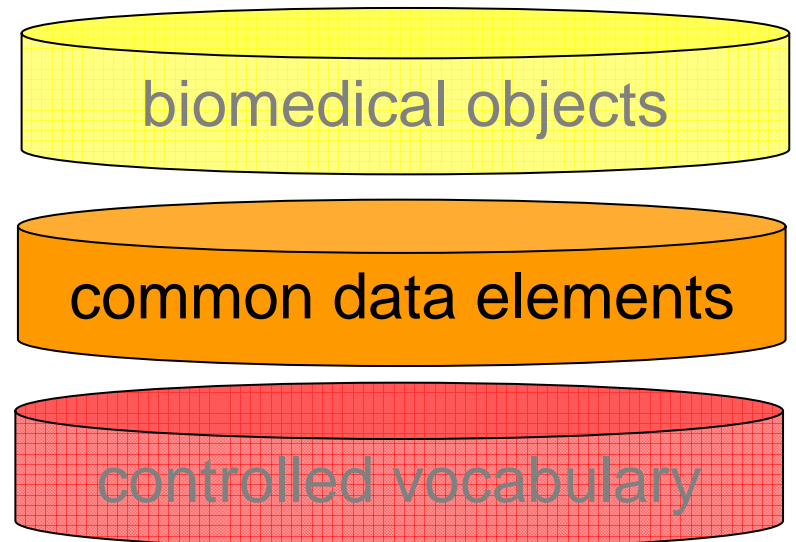 biomedical objects
common data elements
controlled vocabulary